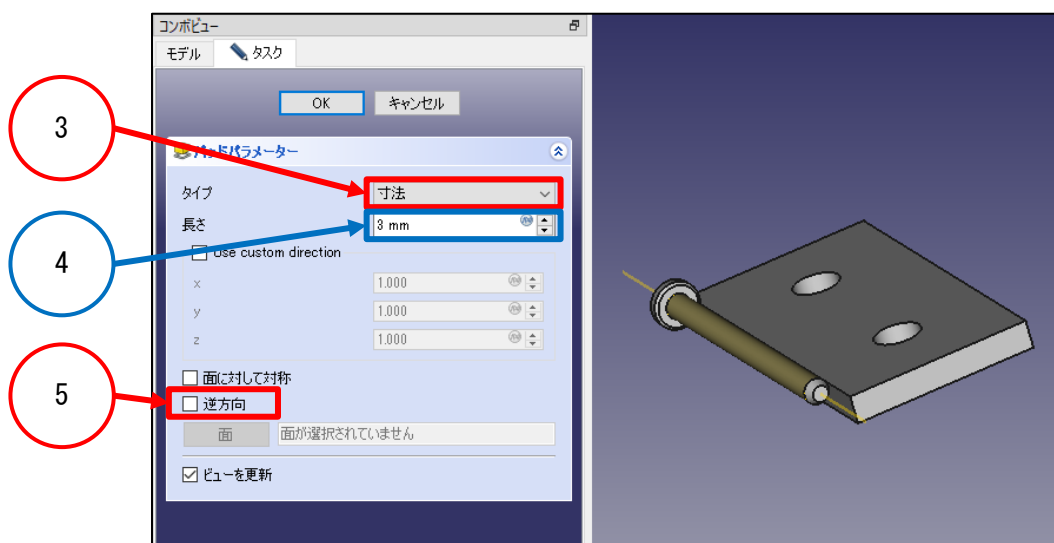 コンボビュー
モデル
タスク
OK
キャンセル
3
パッドパラメーター
タイプ
寸法
長さ
3 mm
4
Use custom direction
x
1.000
y
1.000
z
1.000
面に対して対称
5
逆方向
面
面が選択されていません
ビューを更新